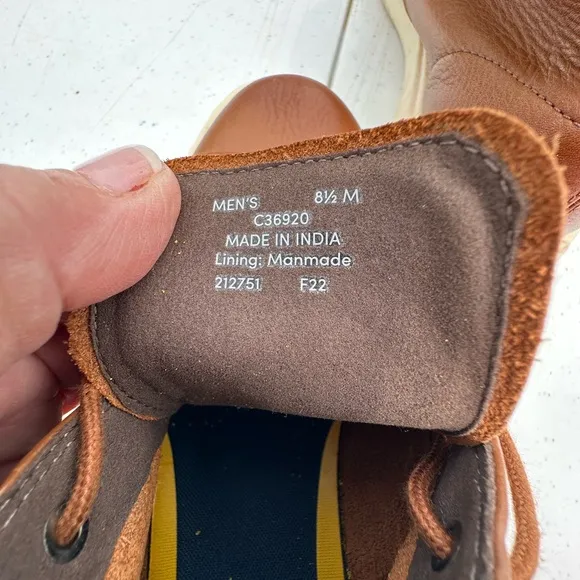 MEN'S 8½ M
C36920
MADE IN INDIA
Lining: Manmade
212751 F22